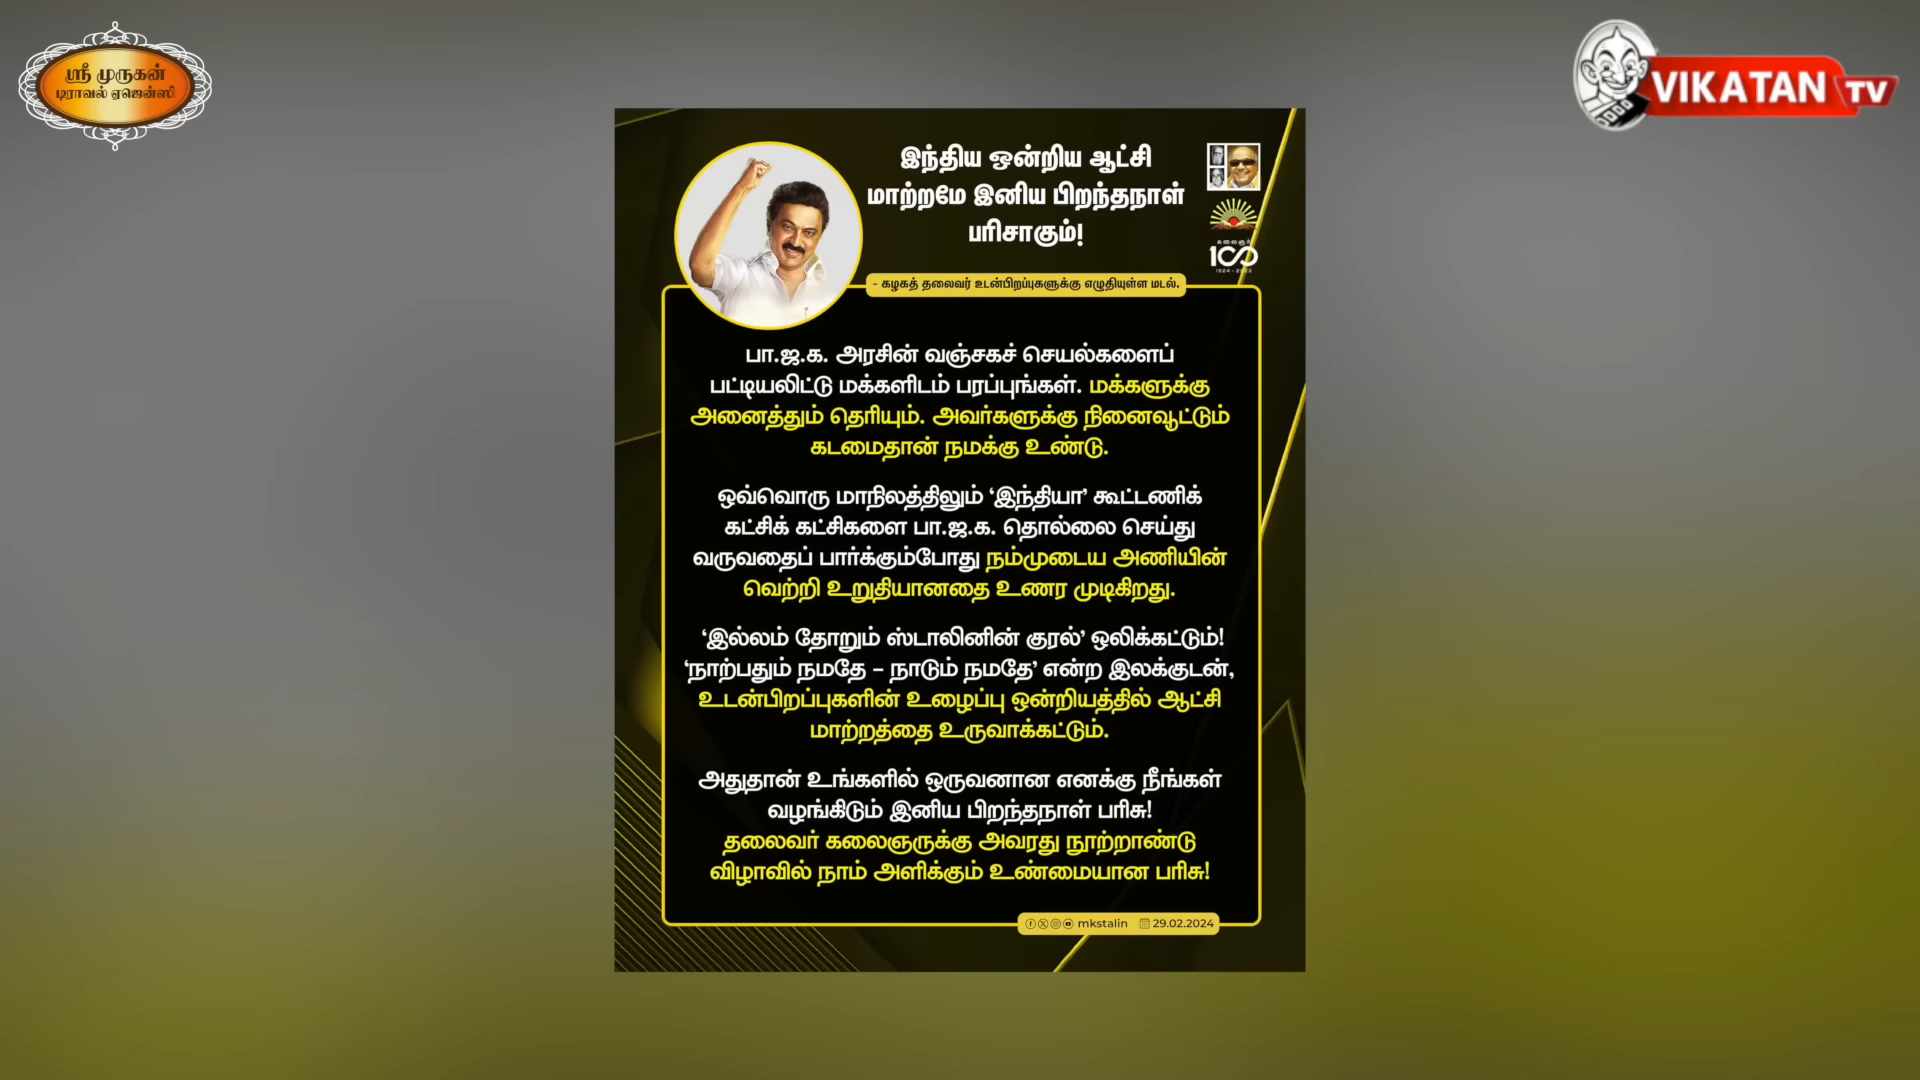 ஸ்ரீ முருகன்
டிராவல் ஏஜென்ஸி
VIKATAN TV
இந்திய ஒன்றிய ஆட்சி
மாற்றமே இனிய பிறந்தநாள்
பரிசாகும்!
கலைஞர்
100
1924 - 2023
- கழகத் தலைவர் உடன்பிறப்புகளுக்கு எழுதியுள்ள மடல்.
பா.ஜ.க. அரசின் வஞ்சகச் செயல்களைப்
பட்டியலிட்டு மக்களிடம் பரப்புங்கள். மக்களுக்கு
அனைத்தும் தெரியும். அவர்களுக்கு நினைவூட்டும்
கடமைதான் நமக்கு உண்டு.
ஒவ்வொரு மாநிலத்திலும் ‘இந்தியா’ கூட்டணிக்
கட்சிக் கட்சிகளை பா.ஜ.க. தொல்லை செய்து
வருவதைப் பார்க்கும்போது நம்முடைய அணியின்
வெற்றி உறுதியானதை உணர முடிகிறது.
‘இல்லம் தோறும் ஸ்டாலினின் குரல்’ ஒலிக்கட்டும்!
‘நாற்பதும் நமதே – நாடும் நமதே’ என்ற இலக்குடன்,
உடன்பிறப்புகளின் உழைப்பு ஒன்றியத்தில் ஆட்சி
மாற்றத்தை உருவாக்கட்டும்.
அதுதான் உங்களில் ஒருவனான எனக்கு நீங்கள்
வழங்கிடும் இனிய பிறந்தநாள் பரிசு!
தலைவர் கலைஞருக்கு அவரது நூற்றாண்டு
விழாவில் நாம் அளிக்கும் உண்மையான பரிசு!
mkstalin 29.02.2024